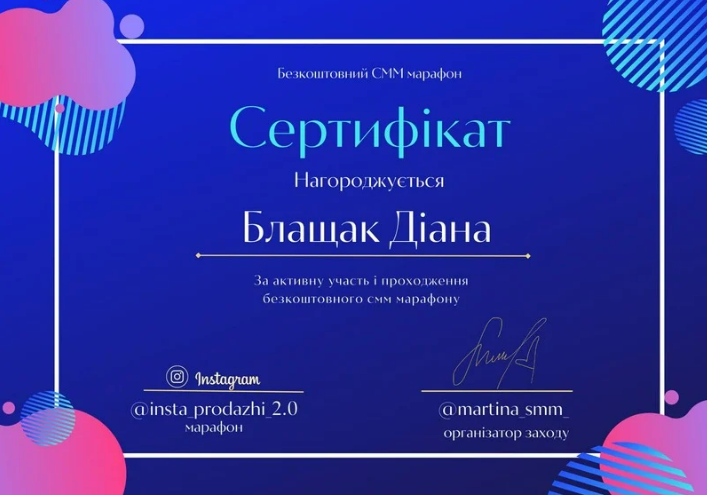 Безкоштовний СММ марафон
Сертифікат
Нагороджується
Блащак Діана
За активну участь і проходження
безкоштовного смм марафону
Instagram
@insta_prodazhi_2.0
марафон
@martina_smm_
організатор заходу